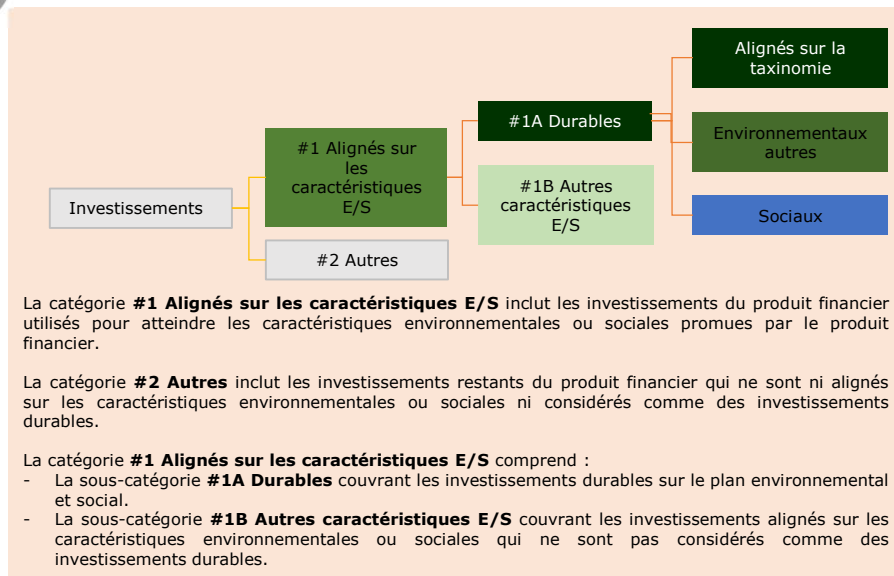 Alignés sur la
taxinomie
#1A Durables
#1 Alignés sur
les
caractéristiques
E/S
Environnementaux
autres
#1B Autres
caractéristiques
E/S
Investissements
Sociaux
#2 Autres
La catégorie #1 Alignés sur les caractéristiques E/S inclut les investissements du produit financier
utilisés pour atteindre les caractéristiques environnementales ou sociales promues par le produit
financier.
La catégorie #2 Autres inclut les investissements restants du produit financier qui ne sont ni alignés
sur les caractéristiques environnementales ou sociales ni considérés comme des investissements
durables.
La catégorie #1 Alignés sur les caractéristiques E/S comprend :
- La sous-catégorie #1A Durables couvrant les investissements durables sur le plan environnemental
et social.
- La sous-catégorie #1B Autres caractéristiques E/S couvrant les investissements alignés sur les
caractéristiques environnementales ou sociales qui ne sont pas considérés comme des
investissements durables.